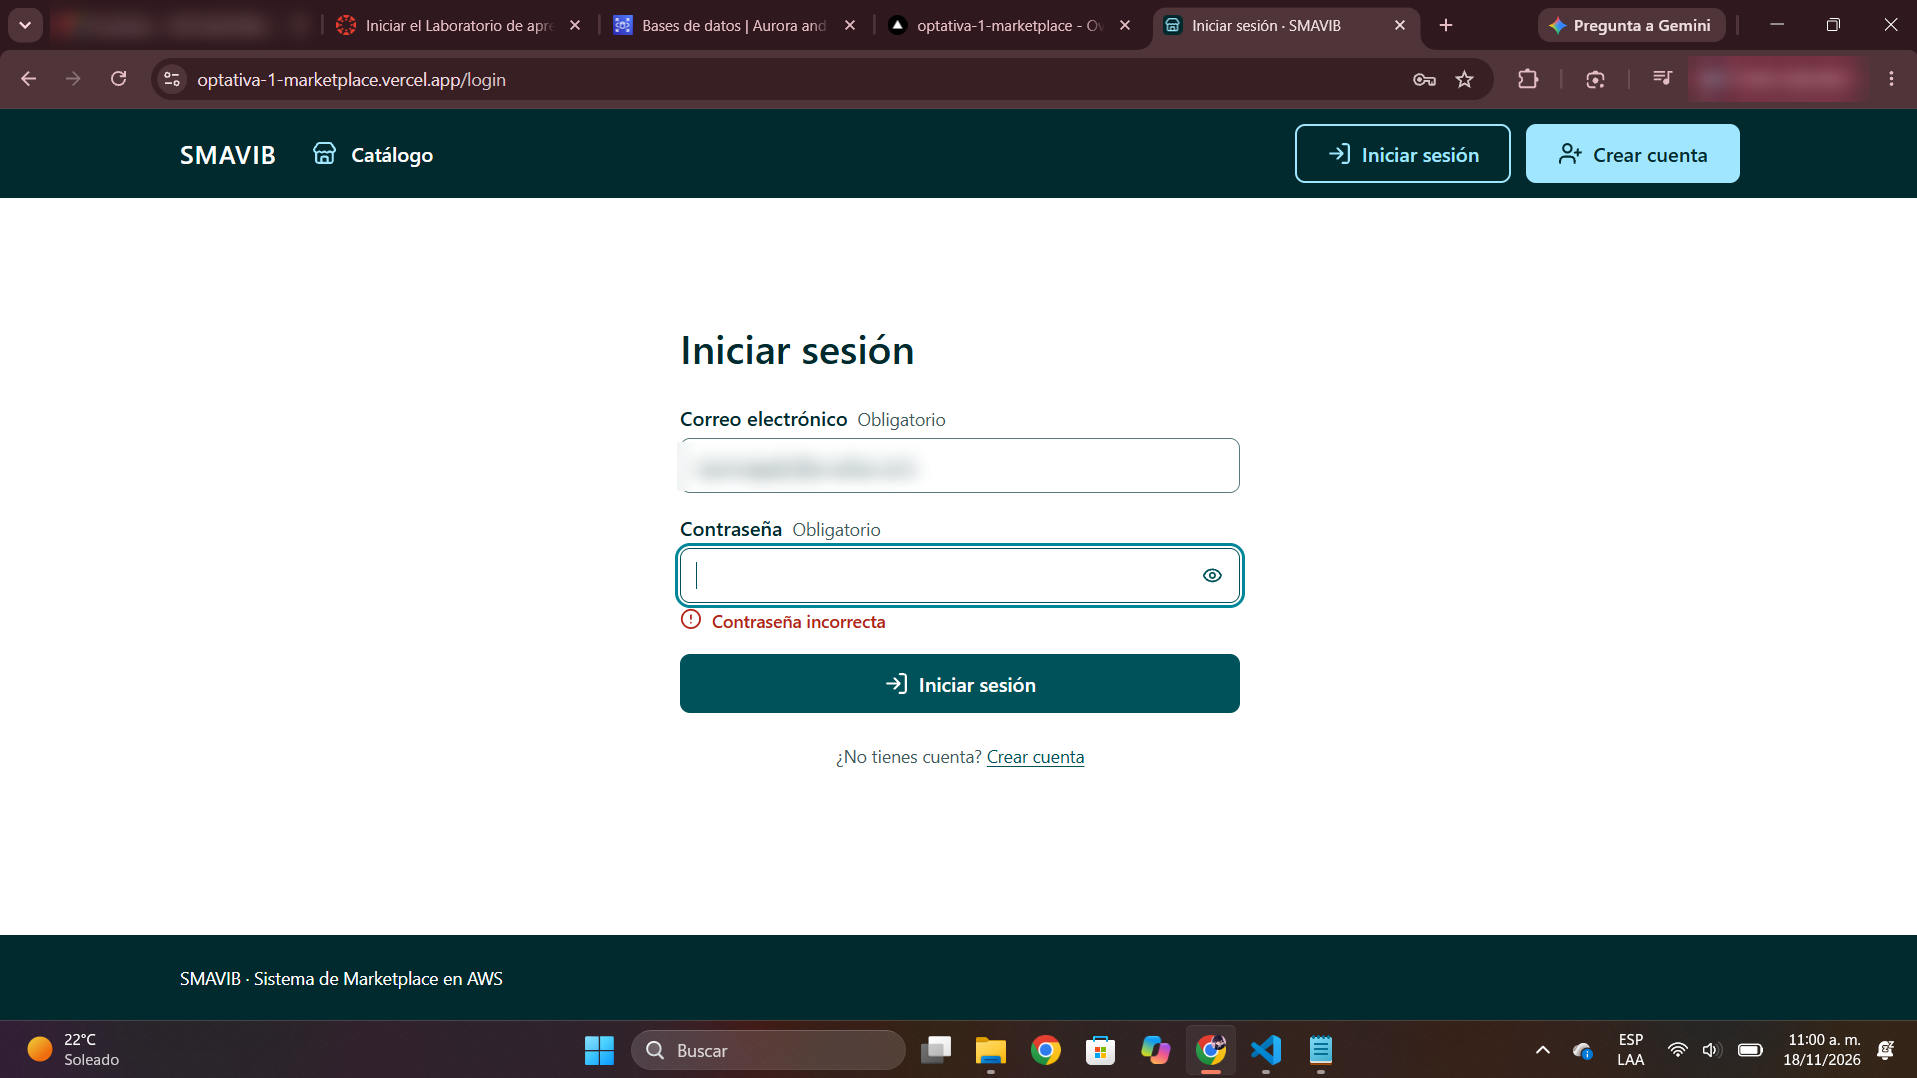 Iniciar el Laboratorio de apre
Bases de datos | Aurora and
optativa-1-marketplace - Ov
Iniciar sesión · SMAVIB
Pregunta a Gemini
optativa-1-marketplace.vercel.app/login
SMAVIB
Catálogo
Iniciar sesión
Crear cuenta
Iniciar sesión
Correo electrónico Obligatorio
Contraseña Obligatorio
Contraseña incorrecta
Iniciar sesión
¿No tienes cuenta? Crear cuenta
SMAVIB · Sistema de Marketplace en AWS
22°C
Soleado
Buscar
ESP
LAA
11:00 a. m.
18/11/2026